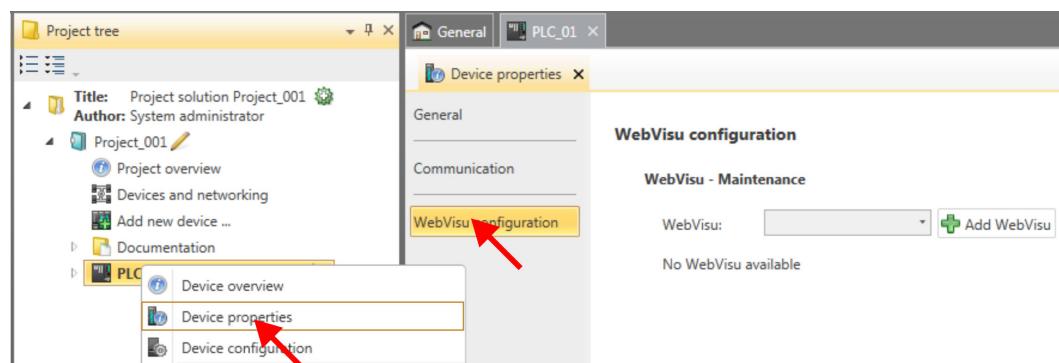 Project tree
Title: Project solution Project_001
Author: System administrator
Project_001
Project overview
Devices and networking
Add new device ...
Documentation
PLC
Device overview
Device properties
Device configuration
General
PLC_01
Device properties
General
Communication
WebVisu configuration
WebVisu configuration
WebVisu - Maintenance
WebVisu:
Add WebVisu
No WebVisu available